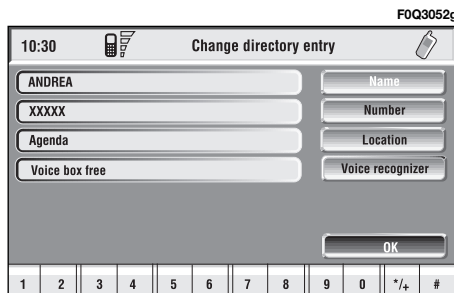 F0Q3052g
10:30 Change directory entry
ANDREA Name
XXXXX Number
Agenda Location
Voice box free Voice recognizer
OK
1 2 3 4 5 6 7 8 9 0 */+ #